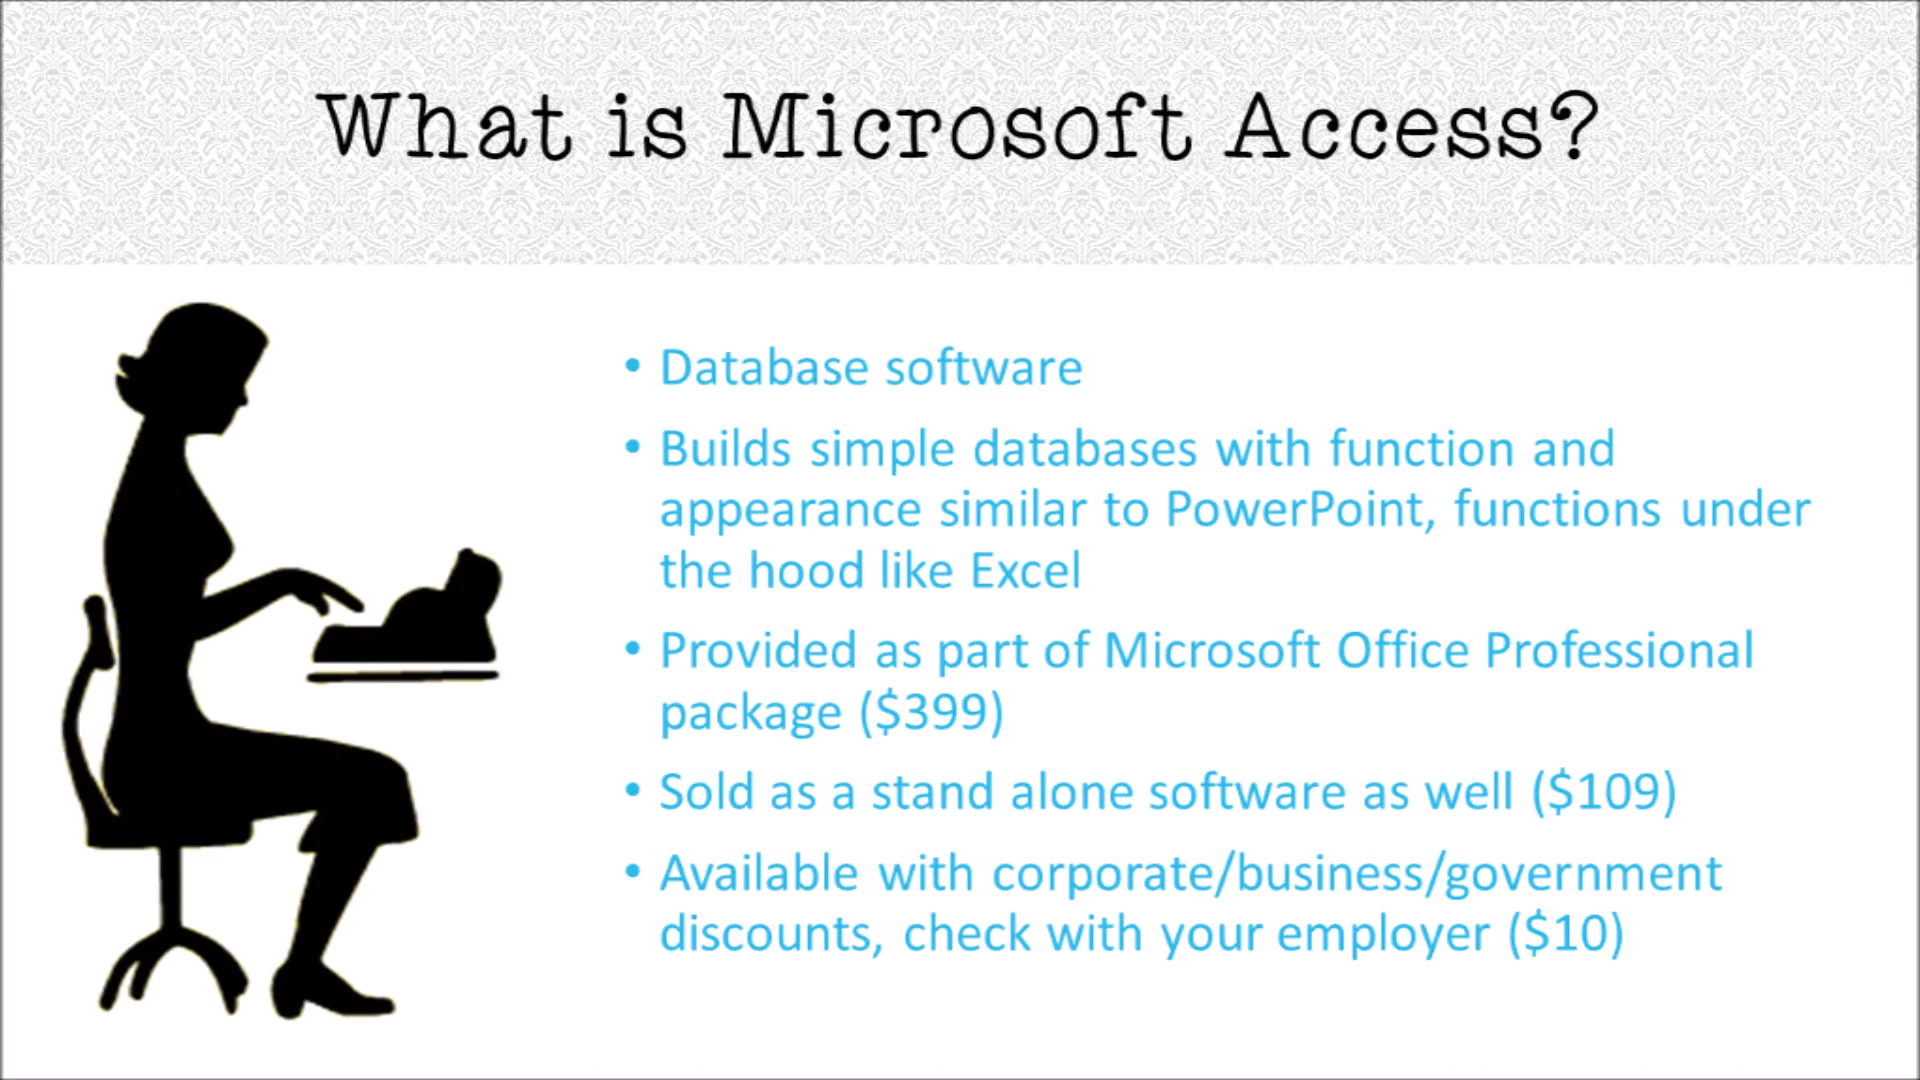 What is Microsoft Access?
• Database software
• Builds simple databases with function and
appearance similar to PowerPoint, functions under
the hood like Excel
• Provided as part of Microsoft Office Professional
package ($399)
• Sold as a stand alone software as well ($109)
• Available with corporate/business/government
discounts, check with your employer ($10)